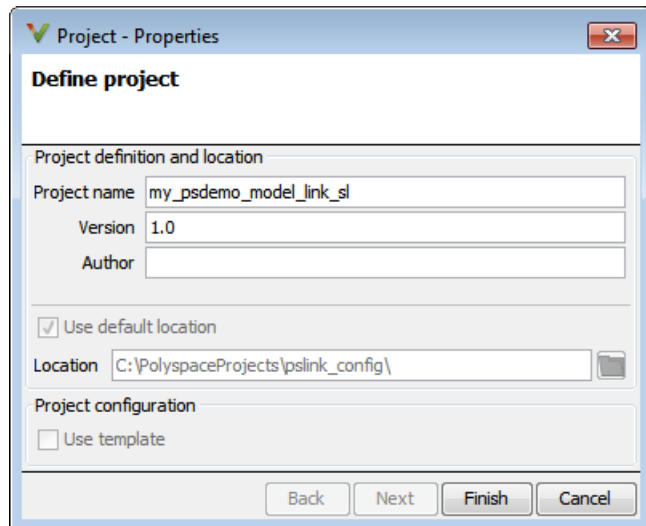 Project - Properties
Define project
Project definition and location
Project name my_psdemo_model_link_sl
Version 1.0
Author
Use default location
Location C:\PolyspaceProjects\pslink_config\
Project configuration
Use template
Back Next Finish Cancel